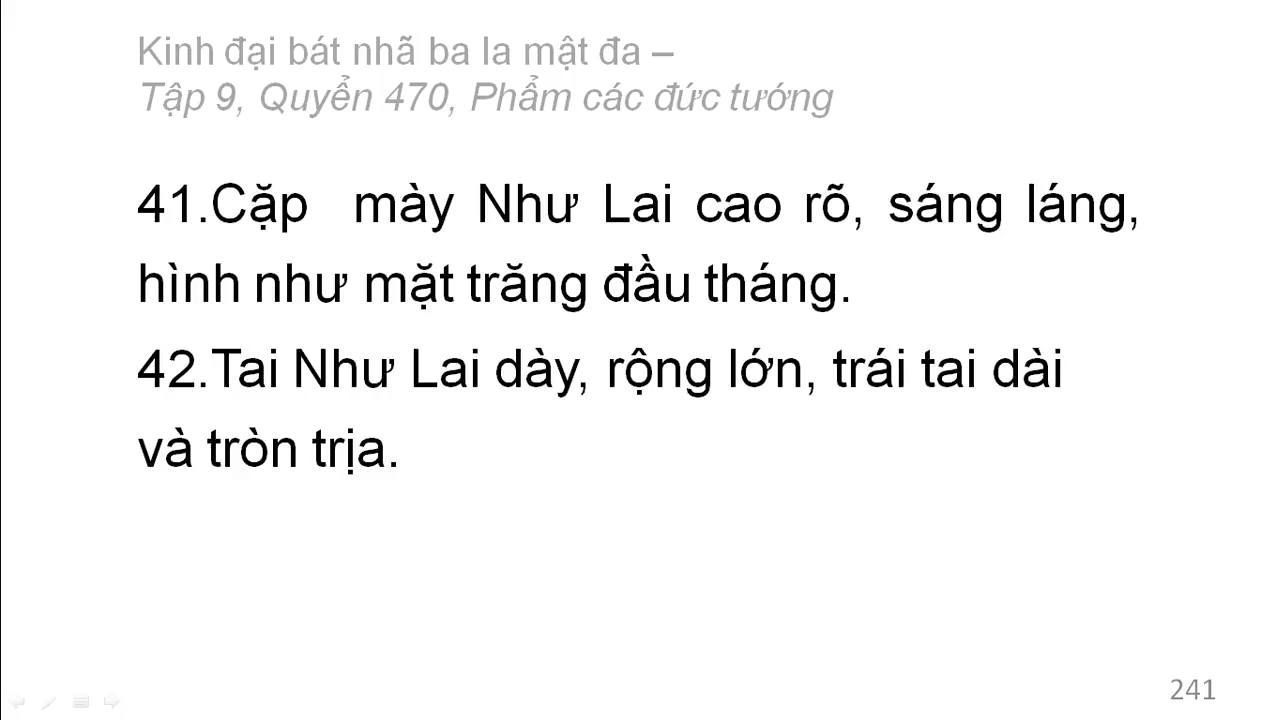 Kinh đại bát nhã ba la mật đa –
Tập 9, Quyển 470, Phẩm các đức tướng
41.Cặp mày Như Lai cao rõ, sáng láng,
hình như mặt trăng đầu tháng.
42.Tai Như Lai dày, rộng lớn, trái tai dài
và tròn trịa.
241